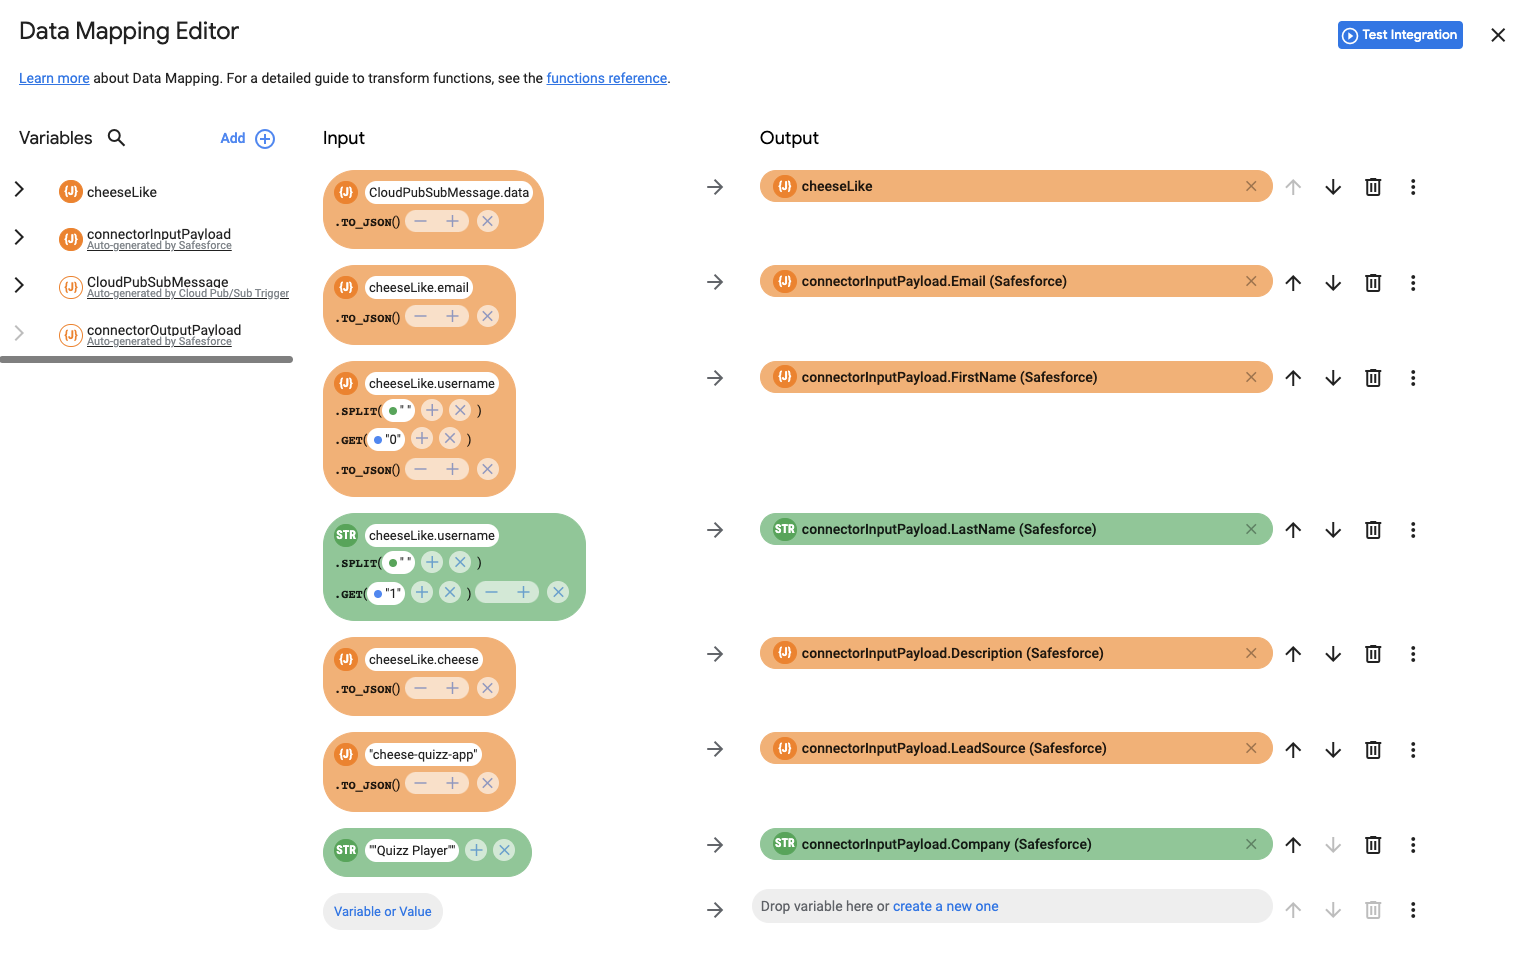 Data Mapping Editor
Test Integration
Learn more about Data Mapping. For a detailed guide to transform functions, see the functions reference.
Variables
Add
Input
Output
{J} cheeseLike
{J} connectorInputPayload
Auto-generated by Safesforce
{J} CloudPubSubMessage
Auto-generated by Cloud Pub/Sub Trigger
{J} connectorOutputPayload
Auto-generated by Safesforce
{J} CloudPubSubMessage.data
.TO_JSON()
{J} cheeseLike
{J} cheeseLike.email
.TO_JSON()
{J} connectorInputPayload.Email (Safesforce)
{J} cheeseLike.username
.SPLIT( " " )
.GET( "0" )
.TO_JSON()
{J} connectorInputPayload.FirstName (Safesforce)
STR cheeseLike.username
.SPLIT( " " )
.GET( "1" )
STR connectorInputPayload.LastName (Safesforce)
{J} cheeseLike.cheese
.TO_JSON()
{J} connectorInputPayload.Description (Safesforce)
{J} "cheese-quizz-app"
.TO_JSON()
{J} connectorInputPayload.LeadSource (Safesforce)
STR ""Quizz Player""
STR connectorInputPayload.Company (Safesforce)
Variable or Value
Drop variable here or create a new one